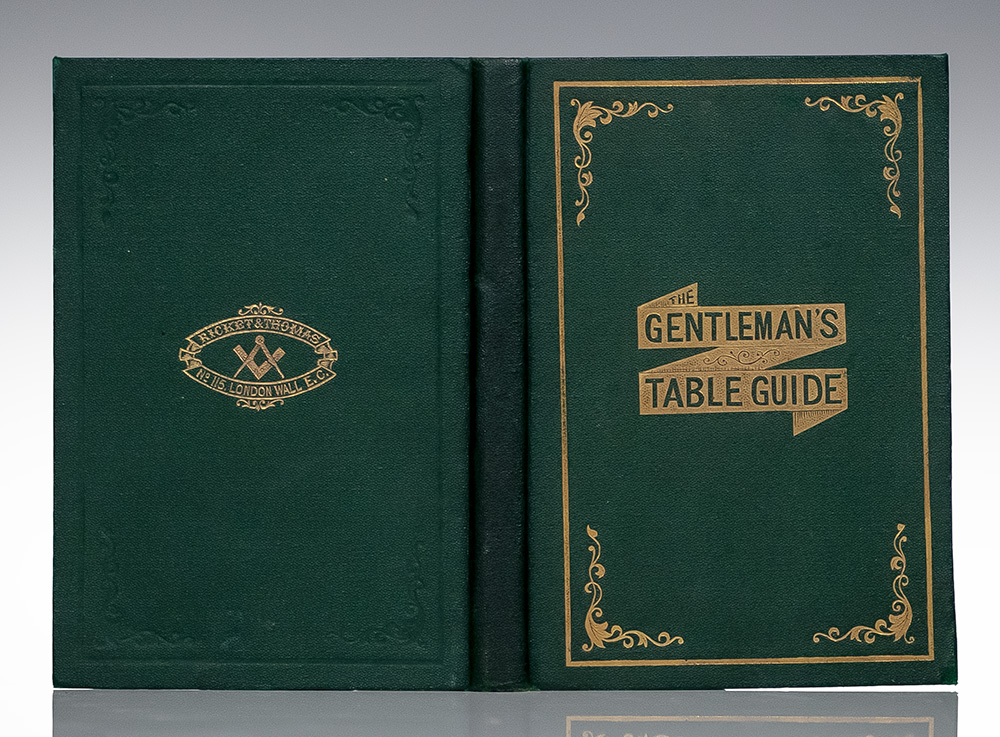 RICKET & THOMAS
No 115, LONDON WALL, E.C.
THE
GENTLEMAN'S
TABLE GUIDE